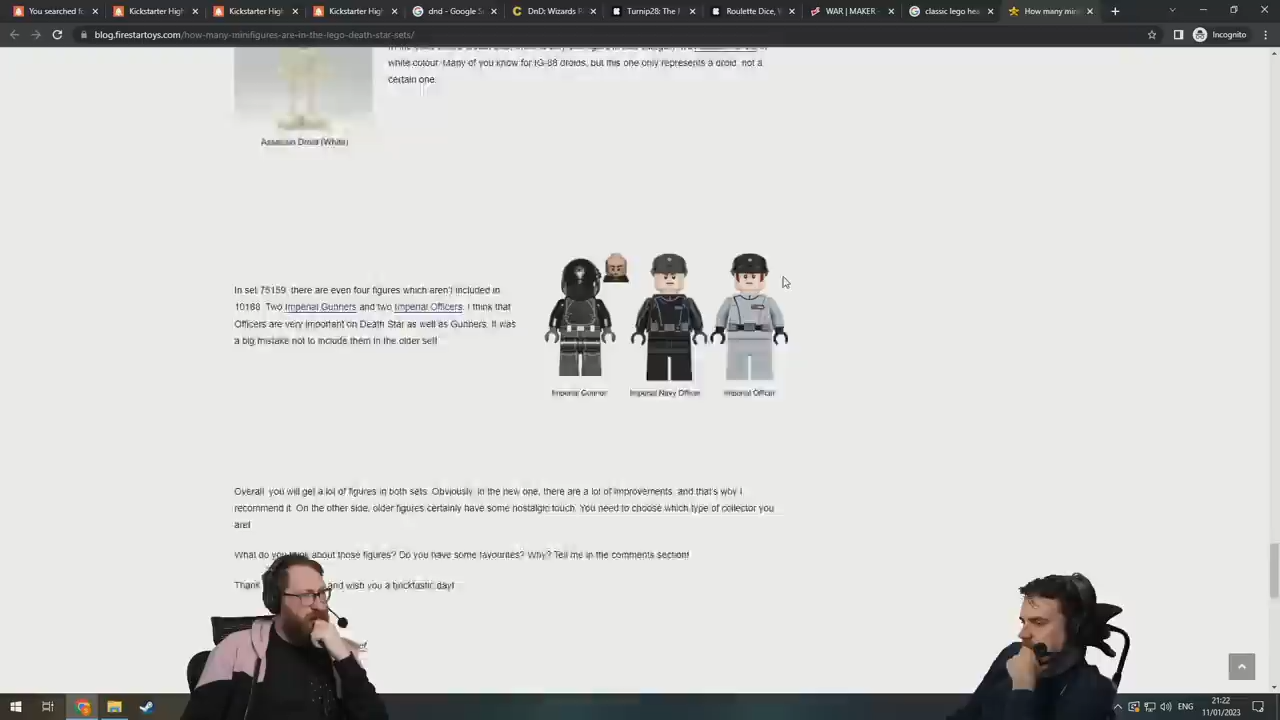 You searched fo
Kickstarter High
Kickstarter High
Kickstarter High
dnd - Google S
DnD: Wizards P
Turnip28: The
Roulette Dice, 
WAR | MAKER
classic lego hea
How many mini
blog.firestartoys.com/how-many-minifigures-are-in-the-lego-death-star-sets/
Incognito
white colour. Many of you know for IG-88 droids, but this one only represents a droid, not a
certain one.
Assassin Droid (White)
In set 75159, there are even four figures which aren't included in
10188. Two Imperial Gunners and two Imperial Officers. I think that
Officers are very important on Death Star as well as Gunners. It was
a big mistake not to include them in the older set!
Imperial Gunner
Imperial Navy Officer
Imperial Officer
Overall, you will get a lot of figures in both sets. Obviously, in the new one, there are a lot of improvements, and that's why I
recommend it. On the other side, older figures certainly have some nostalgic touch. You need to choose which type of collector you
are!
What do you think about those figures? Do you have some favourites? Why? Tell me in the comments section!
Thank and wish you a bricktastic day!
ENG
21:22
11/01/2023